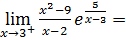 lim x→3⁺ x²−9 / x−2 e^(5/(x−3)) =